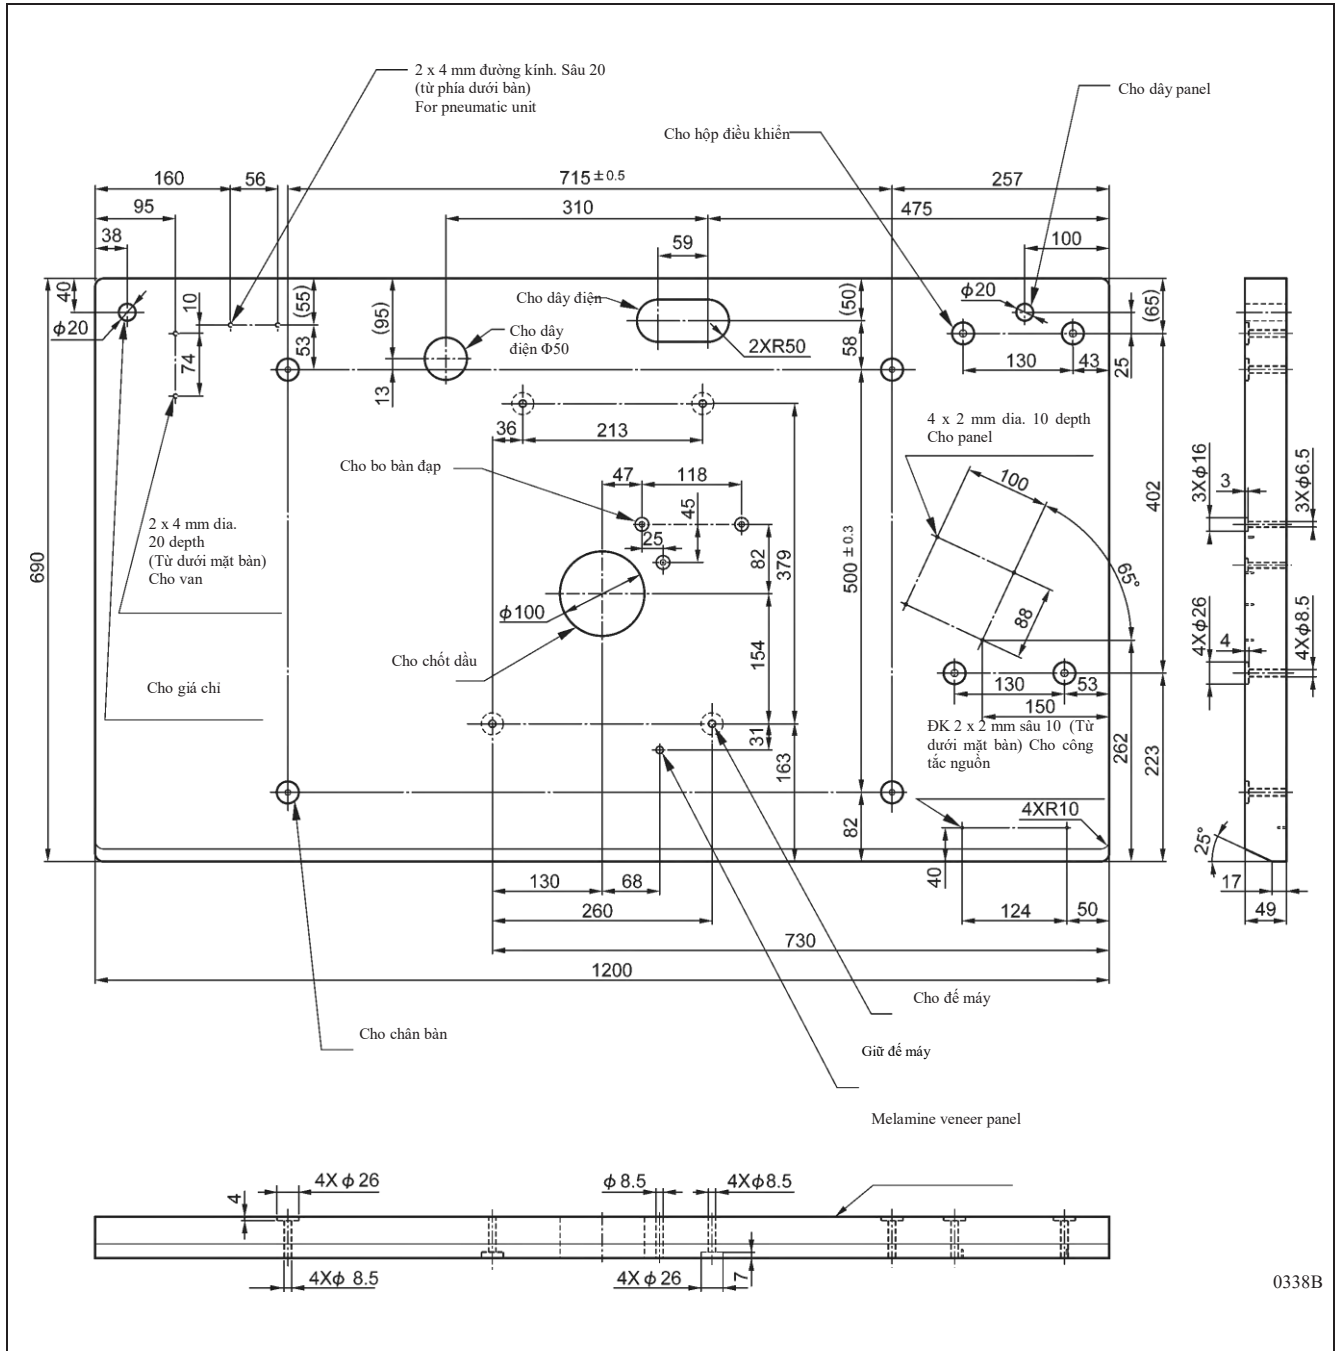 2 x 4 mm đường kính. Sâu 20
(từ phía dưới bàn)
For pneumatic unit
Cho dây panel
Cho hộp điều khiển
160
56
715 ± 0.5
257
95
310
475
38
59
100
40
φ20
10
74
(55)
53
(95)
13
Cho dây điện
Cho dây
điện Φ50
(50)
58
2XR50
φ20
(65)
130
43
25
36
213
4 x 2 mm dia. 10 depth
Cho panel
Cho bo bàn đạp
47
118
45
25
82
379
500 ± 0.3
100
65°
88
402
690
2 x 4 mm dia.
20 depth
(Từ dưới mặt bàn)
Cho van
φ100
Cho chốt dầu
154
Cho giá chỉ
130
53
150
ĐK 2 x 2 mm sâu 10 (Từ
dưới mặt bàn) Cho công
tắc nguồn
31
163
82
262
223
4XR10
40
130
68
260
124
50
730
1200
3Xφ16
3
3Xφ6.5
4Xφ26
4
4Xφ8.5
25°
17
49
Cho đế máy
Cho chân bàn
Giữ đế máy
Melamine veneer panel
4
4X φ 26
φ 8.5
4Xφ8.5
4Xφ 8.5
4X φ 26
7
0338B